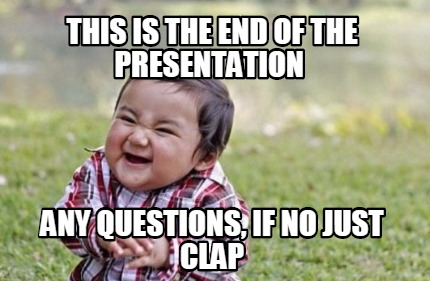 THIS IS THE END OF THE
PRESENTATION
ANY QUESTIONS, IF NO JUST
CLAP